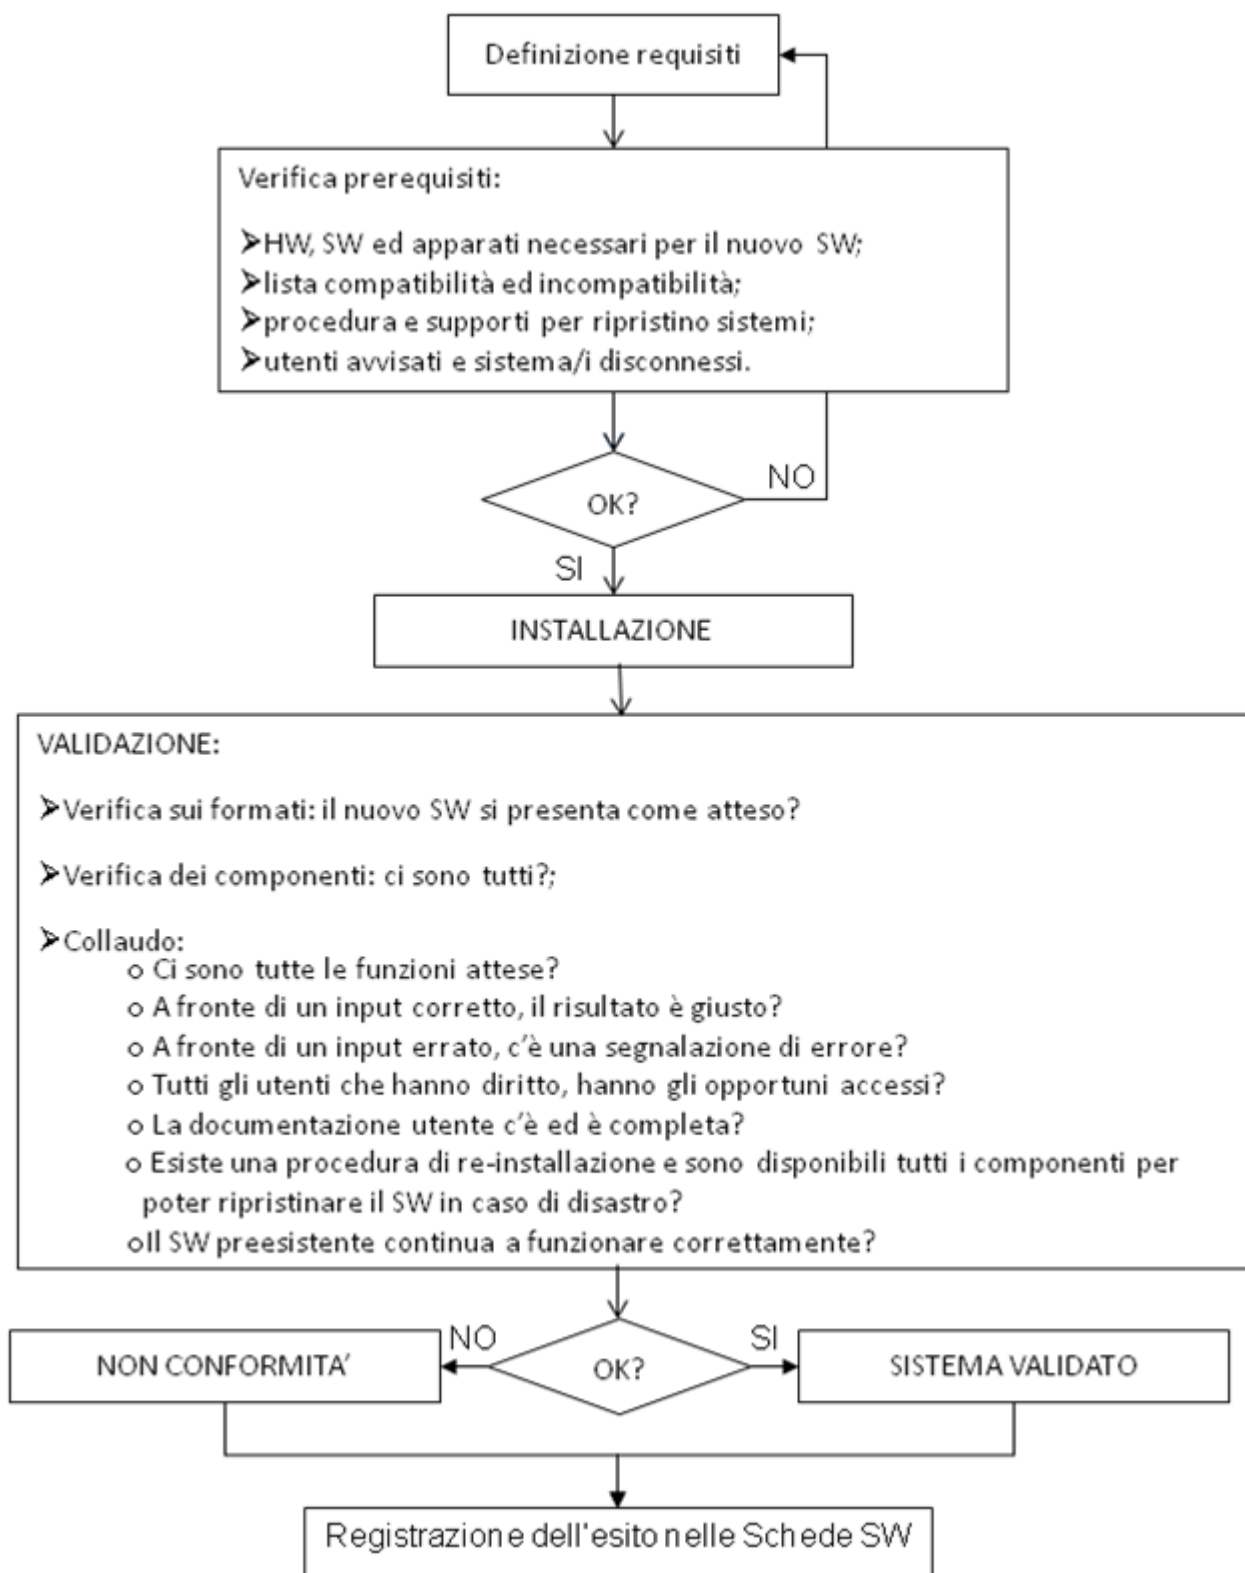 Definizione requisiti
Verifica prerequisiti:
➢HW, SW ed apparati necessari per il nuovo SW;
➢lista compatibilità ed incompatibilità;
➢procedura e supporti per ripristino sistemi;
➢utenti avvisati e sistema/i disconnessi.
OK?
NO
SI
INSTALLAZIONE
VALIDAZIONE:
➢Verifica sui formati: il nuovo SW si presenta come atteso?
➢Verifica dei componenti: ci sono tutti?;
➢Collaudo:
o Ci sono tutte le funzioni attese?
o A fronte di un input corretto, il risultato è giusto?
o A fronte di un input errato, c'è una segnalazione di errore?
o Tutti gli utenti che hanno diritto, hanno gli opportuni accessi?
o La documentazione utente c'è ed è completa?
o Esiste una procedura di re-installazione e sono disponibili tutti i componenti per
poter ripristinare il SW in caso di disastro?
oIl SW preesistente continua a funzionare correttamente?
NO
SI
NON CONFORMITA'
OK?
SISTEMA VALIDATO
Registrazione dell'esito nelle Schede SW